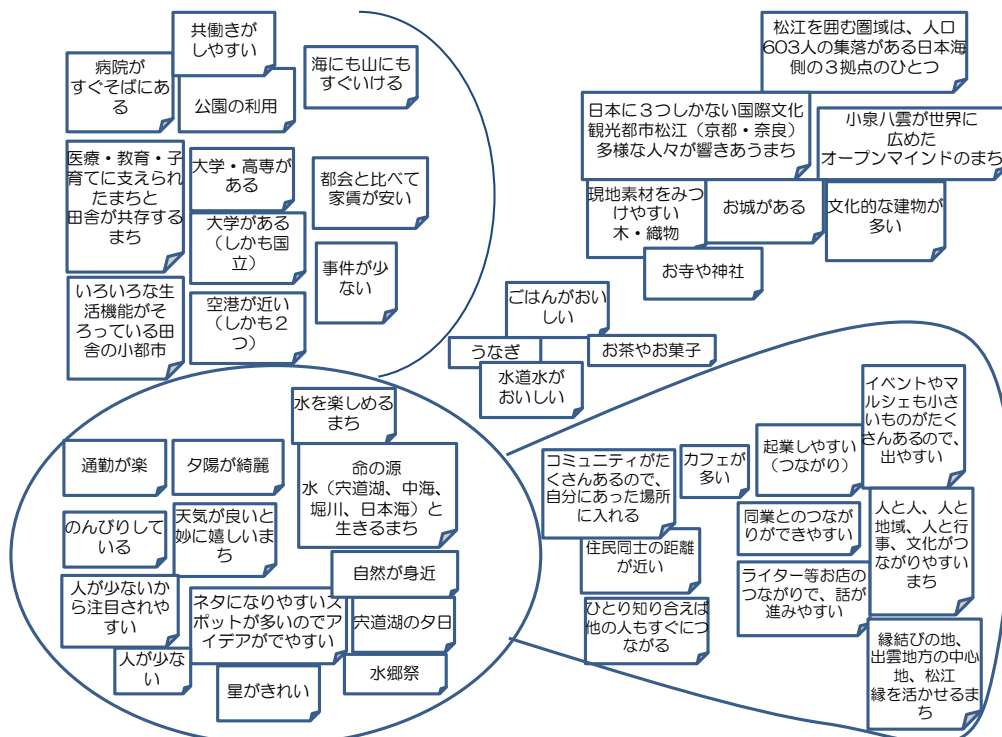 共働きが
しやすい
病院が
すぐそばにあ
る
公園の利用
海にも山にも
すぐいける
医療・教育・子
育てに支えられ
たまちと
田舎が共存する
まち
大学・高専が
ある
都会と比べて
家賃が安い
大学がある
（しかも国
立）
事件が少
ない
いろいろな生
活機能がそ
ろっている田
舎の小都市
空港が近い
（しかも２
つ）
松江を囲む圏域は、人口
６０３人の集落がある日本海
側の３拠点のひとつ
日本に３つしかない国際文化
観光都市松江（京都・奈良）
多様な人々が響きあうまち
小泉八雲が世界に
広めた
オープンマインドのまち
現地素材をみつ
けやすい
木・織物
お城がある
文化的な建物が
多い
お寺や神社
ごはんがおい
しい
うなぎ
お茶やお菓子
水道水が
おいしい
水を楽しめる
まち
通勤が楽
夕陽が綺麗
命の源
水（宍道湖、中海、
堀川、日本海）と
生きるまち
のんびりして
いる
天気が良いと
妙に嬉しいま
ち
自然が身近
人が少ないか
ら注目されや
すい
ネタになりやすいス
ポットが多いのでア
イデアがでやすい
宍道湖の夕日
人が少な
い
星がきれい
水郷祭
イベントやマ
ルシェも小さ
いものがたく
さんあるので、
出やすい
コミュニティがた
くさんあるので、
自分にあった場所
に入れる
カフェが
多い
起業しやすい
（つながり）
住民同士の距離
が近い
同業とのつなが
りができやすい
人と人、人と
地域、人と行
事、文化がつ
ながりやすい
まち
ひとり知り合えば
他の人もすぐにつ
ながる
ライター等お店の
つながりで、話が
進みやすい
縁結びの地、
出雲地方の中心
地、松江
縁を活かせるま
ち